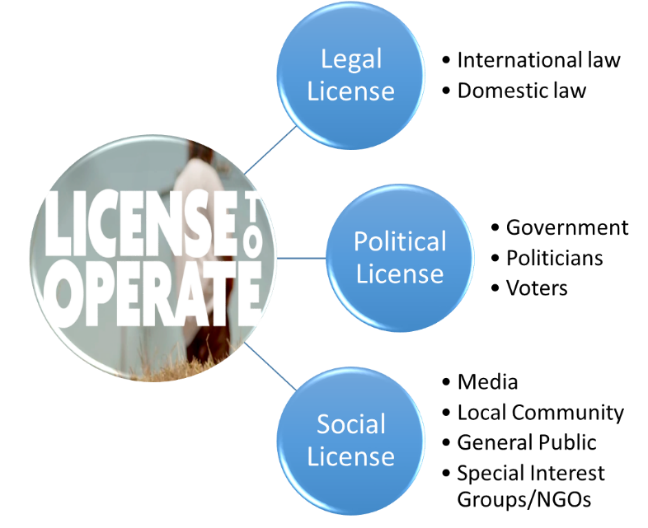 LICENSE TO
OPERATE
Legal
License
• International law
• Domestic law
Political
License
• Government
• Politicians
• Voters
Social
License
• Media
• Local Community
• General Public
• Special Interest
Groups/NGOs